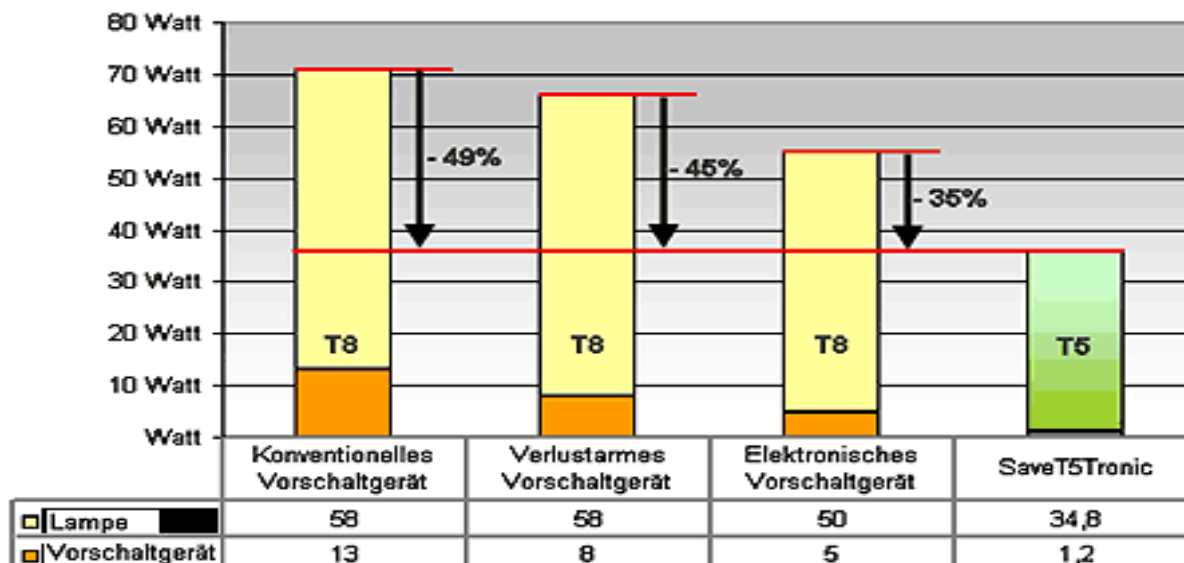 80 Watt
70 Watt
60 Watt
50 Watt
40 Watt
30 Watt
20 Watt
10 Watt
Watt
- 49%
- 45%
- 35%
T8
T8
T8
T5
Konventionelles
Vorschaltgerät
Verlustarmes
Vorschaltgerät
Elektronisches
Vorschaltgerät
SaveT5Tronic
Lampe 58 58 50 34,8
Vorschaltgerät 13 8 5 1,2